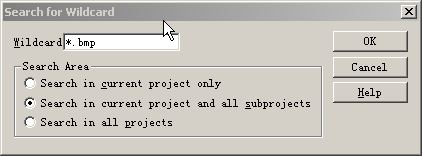 Search for Wildcard
Wildcard *.bmp
OK
Search Area
Cancel
Search in current project only
Help
Search in current project and all subprojects
Search in all projects